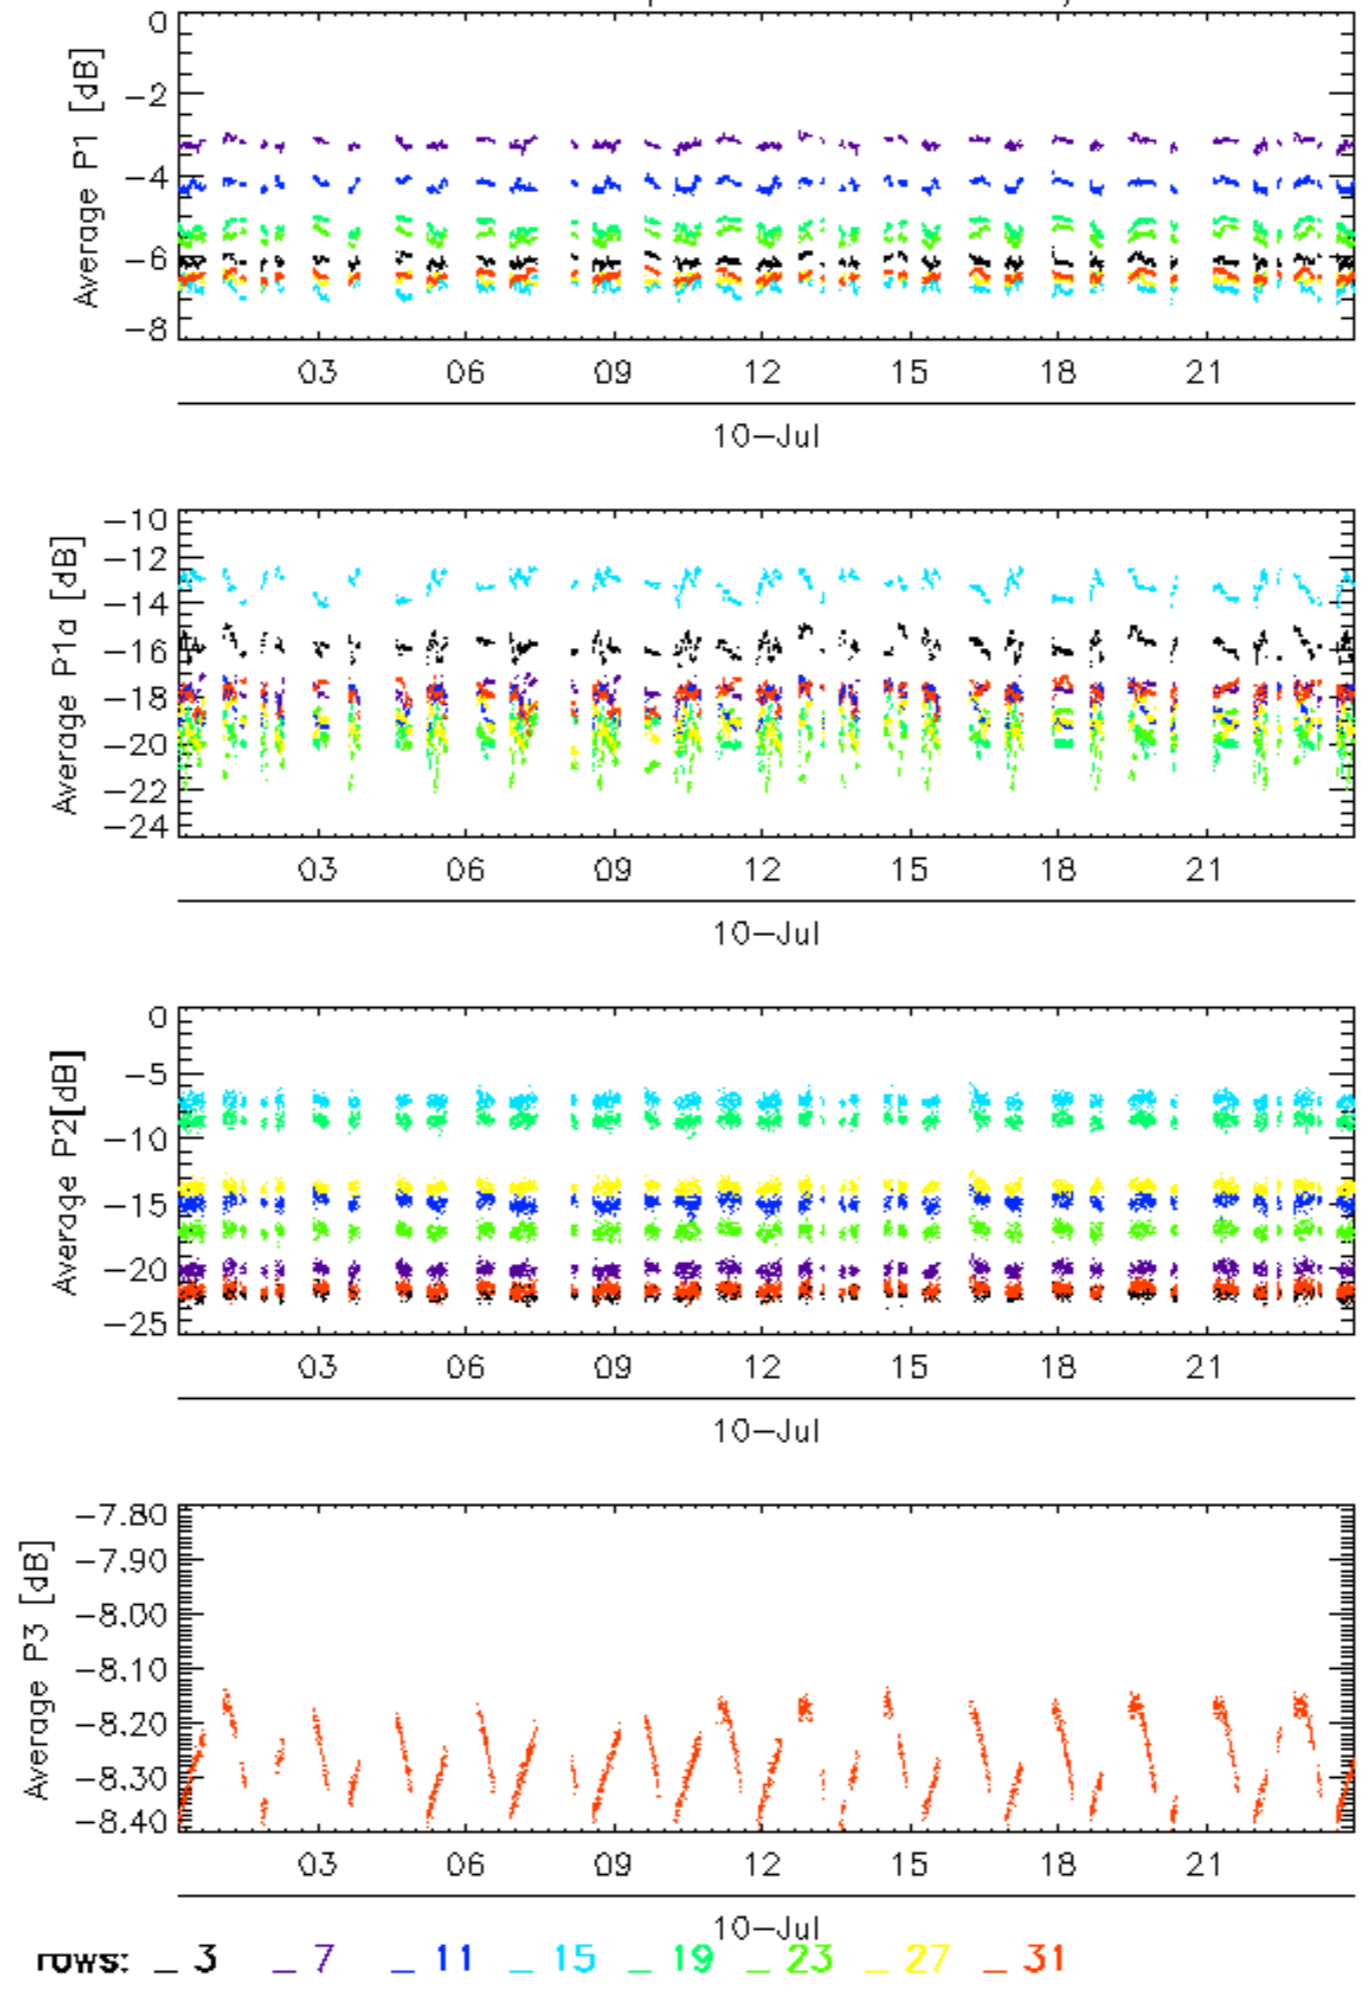 Average P1 [dB]
0
−2
−4
−6
−8
03 06 09 12 15 18 21
10−Jul
Average P1a [dB]
−10
−12
−14
−16
−18
−20
−22
−24
03 06 09 12 15 18 21
10−Jul
Average P2[dB]
0
−5
−10
−15
−20
−25
03 06 09 12 15 18 21
10−Jul
Average P3 [dB]
−7.80
−7.90
−8.00
−8.10
−8.20
−8.30
−8.40
03 06 09 12 15 18 21
10−Jul
rows: _ 3 _ 7 _ 11 _ 15 _ 19 _ 23 _ 27 _ 31